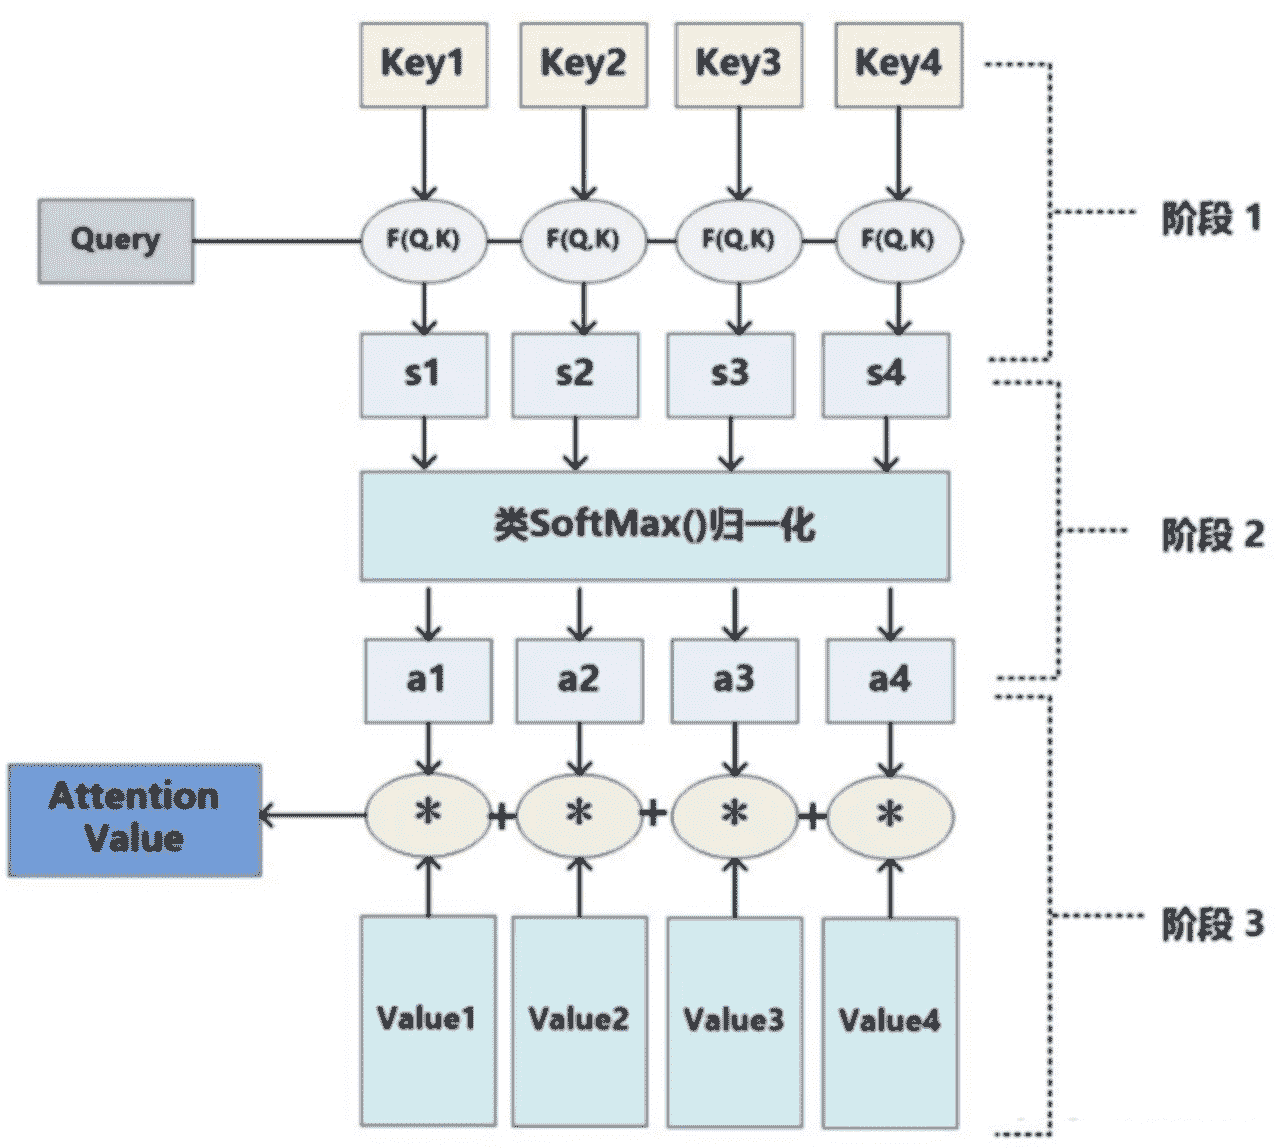 Key1 Key2 Key3 Key4
阶段 1
Query F(Q,K) F(Q,K) F(Q,K) F(Q,K)
s1 s2 s3 s4
类SoftMax()归一化
阶段 2
a1 a2 a3 a4
Attention
Value
* + * + * + *
阶段 3
Value1 Value2 Value3 Value4